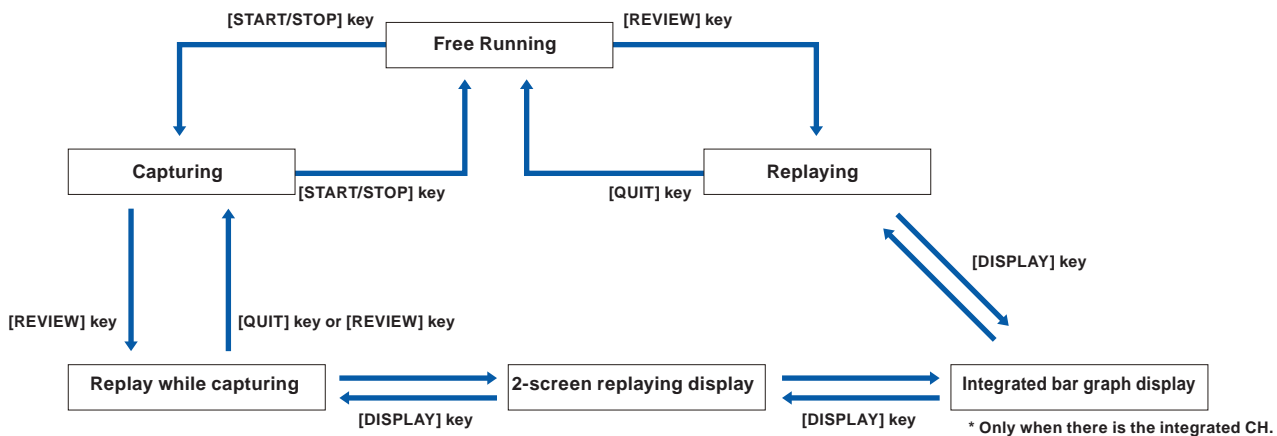 [START/STOP] key
[REVIEW] key
Free Running
Capturing
Replaying
[START/STOP] key
[QUIT] key
[DISPLAY] key
[REVIEW] key
[QUIT] key or [REVIEW] key
Replay while capturing
2-screen replaying display
Integrated bar graph display
[DISPLAY] key
[DISPLAY] key
* Only when there is the integrated CH.